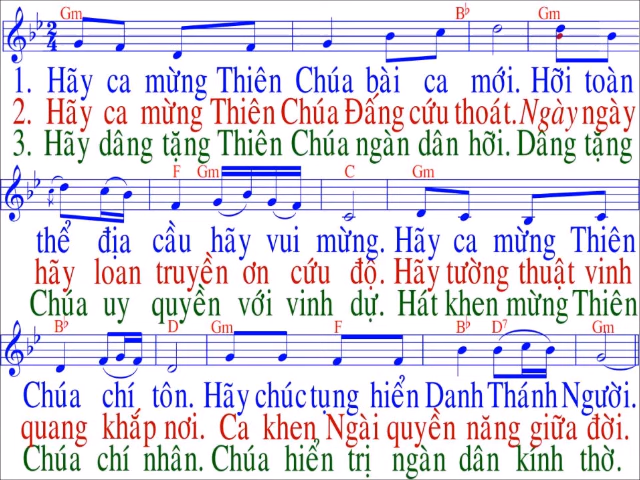 Gm B♭ Gm
2
4
1. Hãy ca mừng Thiên Chúa bài ca mới. Hỡi toàn
2. Hãy ca mừng Thiên Chúa Đấng cứu thoát. Ngày ngày
3. Hãy dâng tặng Thiên Chúa ngàn dân hỡi. Dâng tặng
F Gm C Gm
thể địa cầu hãy vui mừng. Hãy ca mừng Thiên
hãy loan truyền ơn cứu độ. Hãy tường thuật vinh
Chúa uy quyền với vinh dự. Hát khen mừng Thiên
B♭ D Gm F B♭ D7 Gm
Chúa chí tôn. Hãy chúc tụng hiển Danh Thánh Người.
quang khắp nơi. Ca khen Ngài quyền năng giữa đời.
Chúa chí nhân. Chúa hiển trị ngàn dân kính thờ.